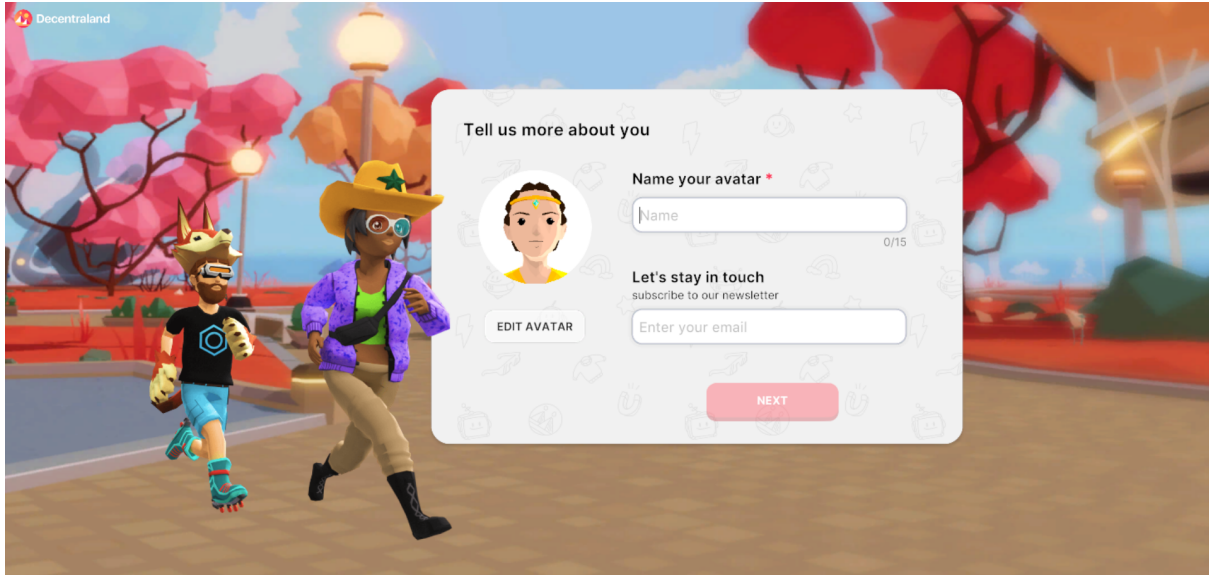 Decentraland
Tell us more about you
Name your avatar *
Name
0/15
EDIT AVATAR
Let's stay in touch
subscribe to our newsletter
Enter your email
NEXT